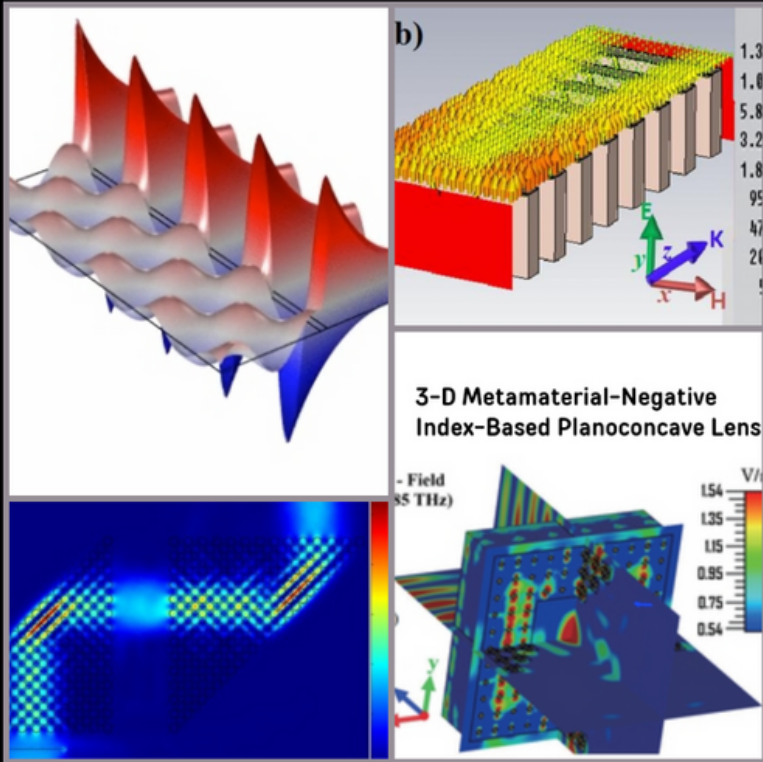 b)
1.3
1.0
5.8
3.2
1.8
95
47
E
K
y
z
x
H
3-D Metamaterial-Negative
Index-Based Planoconcave Lens
- Field
85 THz)
V/
1.54
1.35
1.15
0.95
0.75
0.54
y